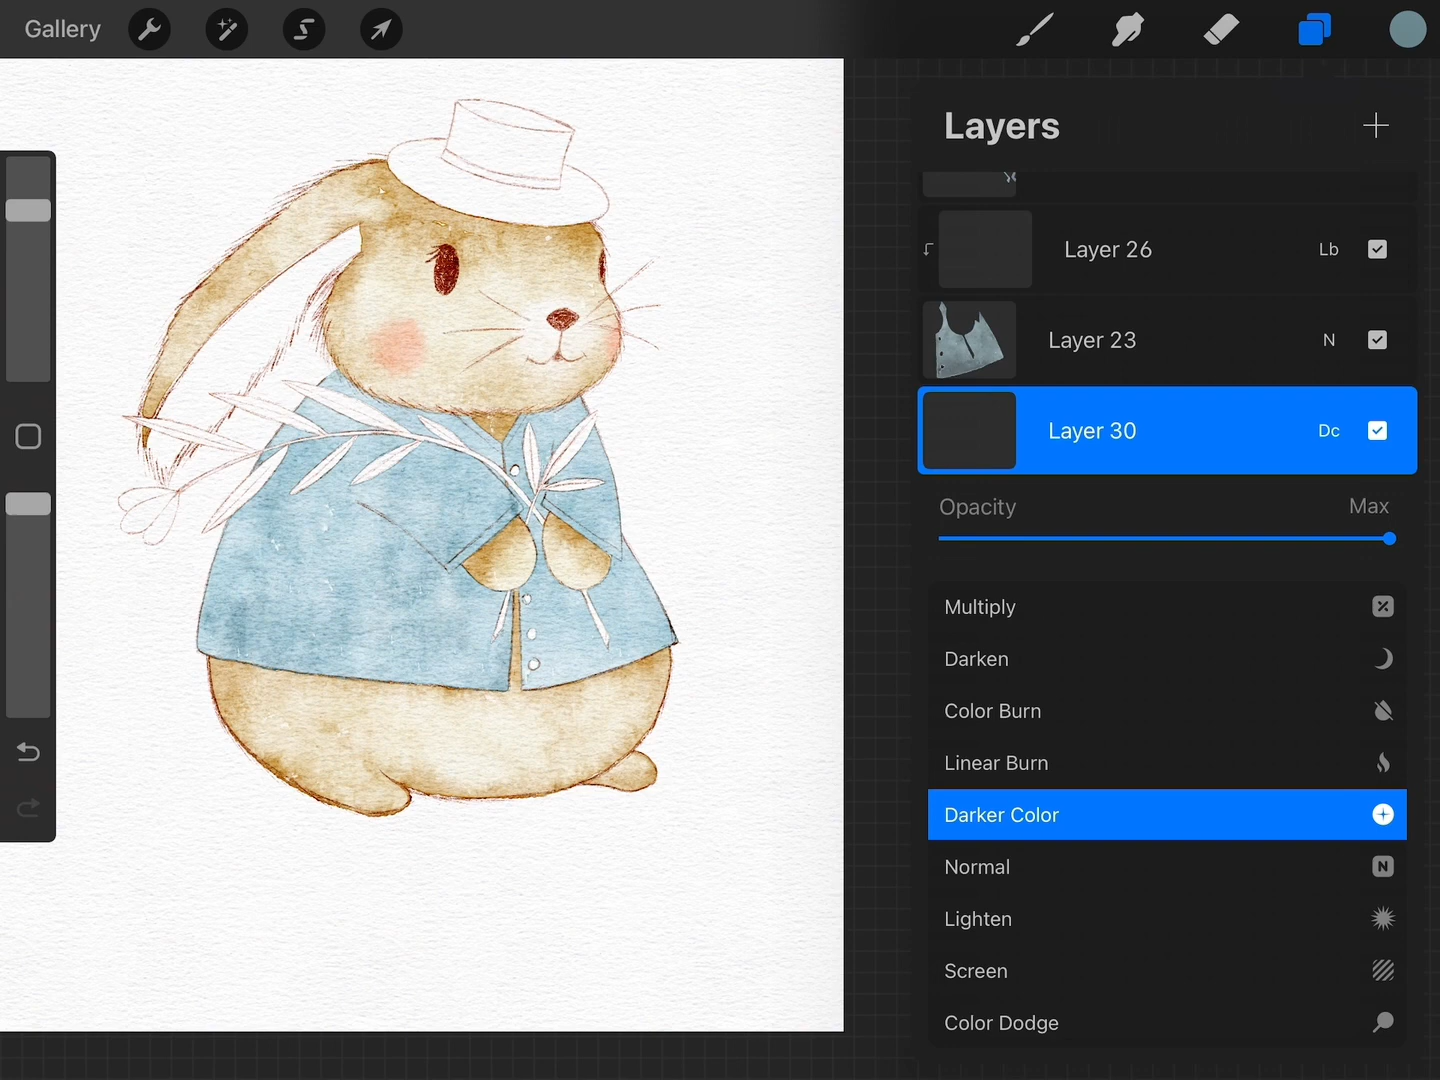 Gallery
Layers
Layer 26 Lb
Layer 23 N
Layer 30 Dc
Opacity Max
Multiply
Darken
Color Burn
Linear Burn
Darker Color
Normal N
Lighten
Screen
Color Dodge